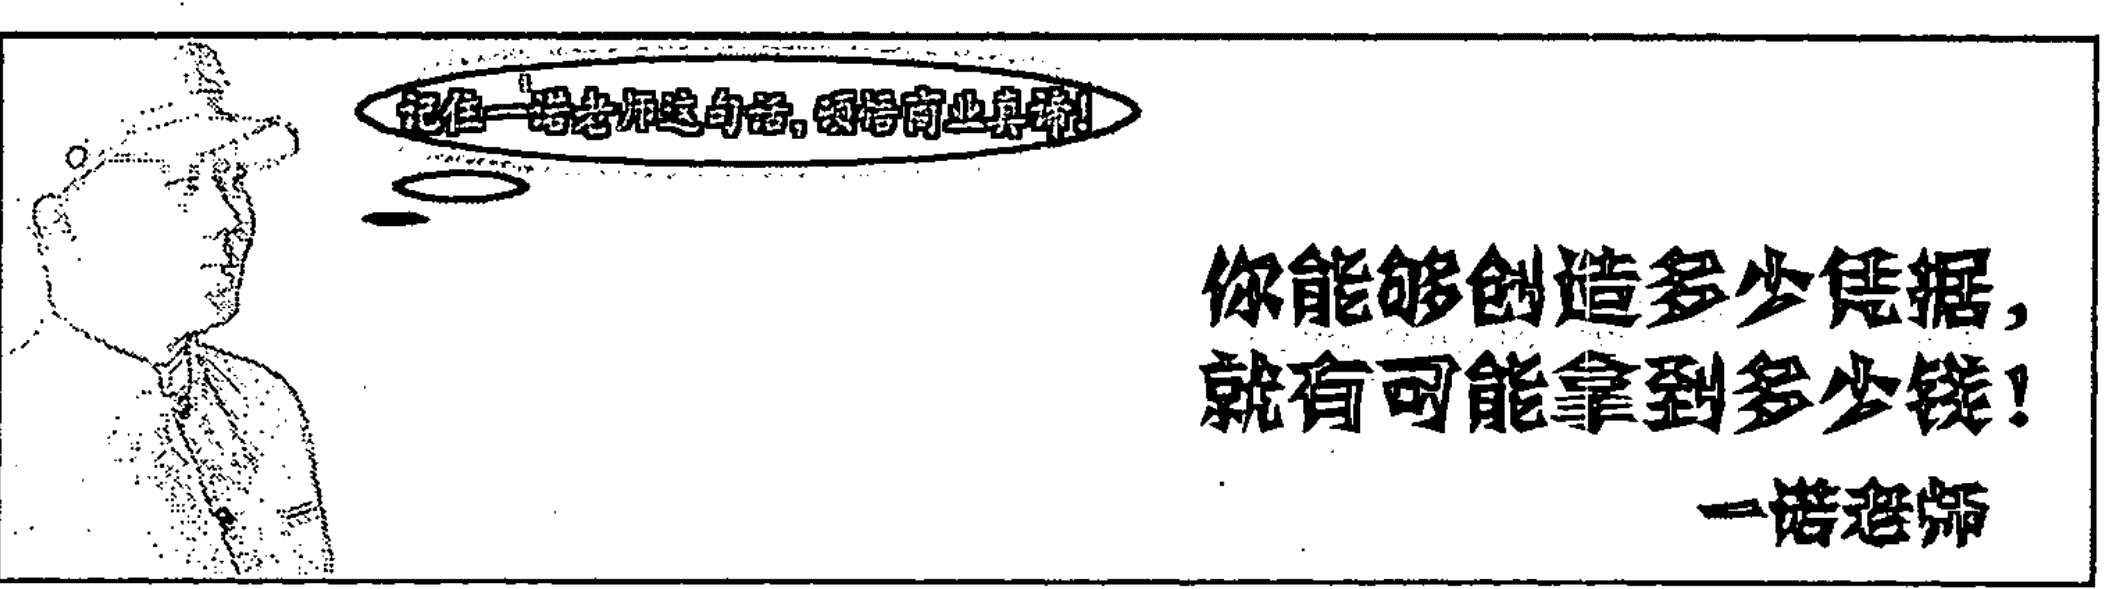 记住一诺老师这句话，领悟商业真谛！
你能够创造多少凭据，
就有可能拿到多少钱！
一诺老师